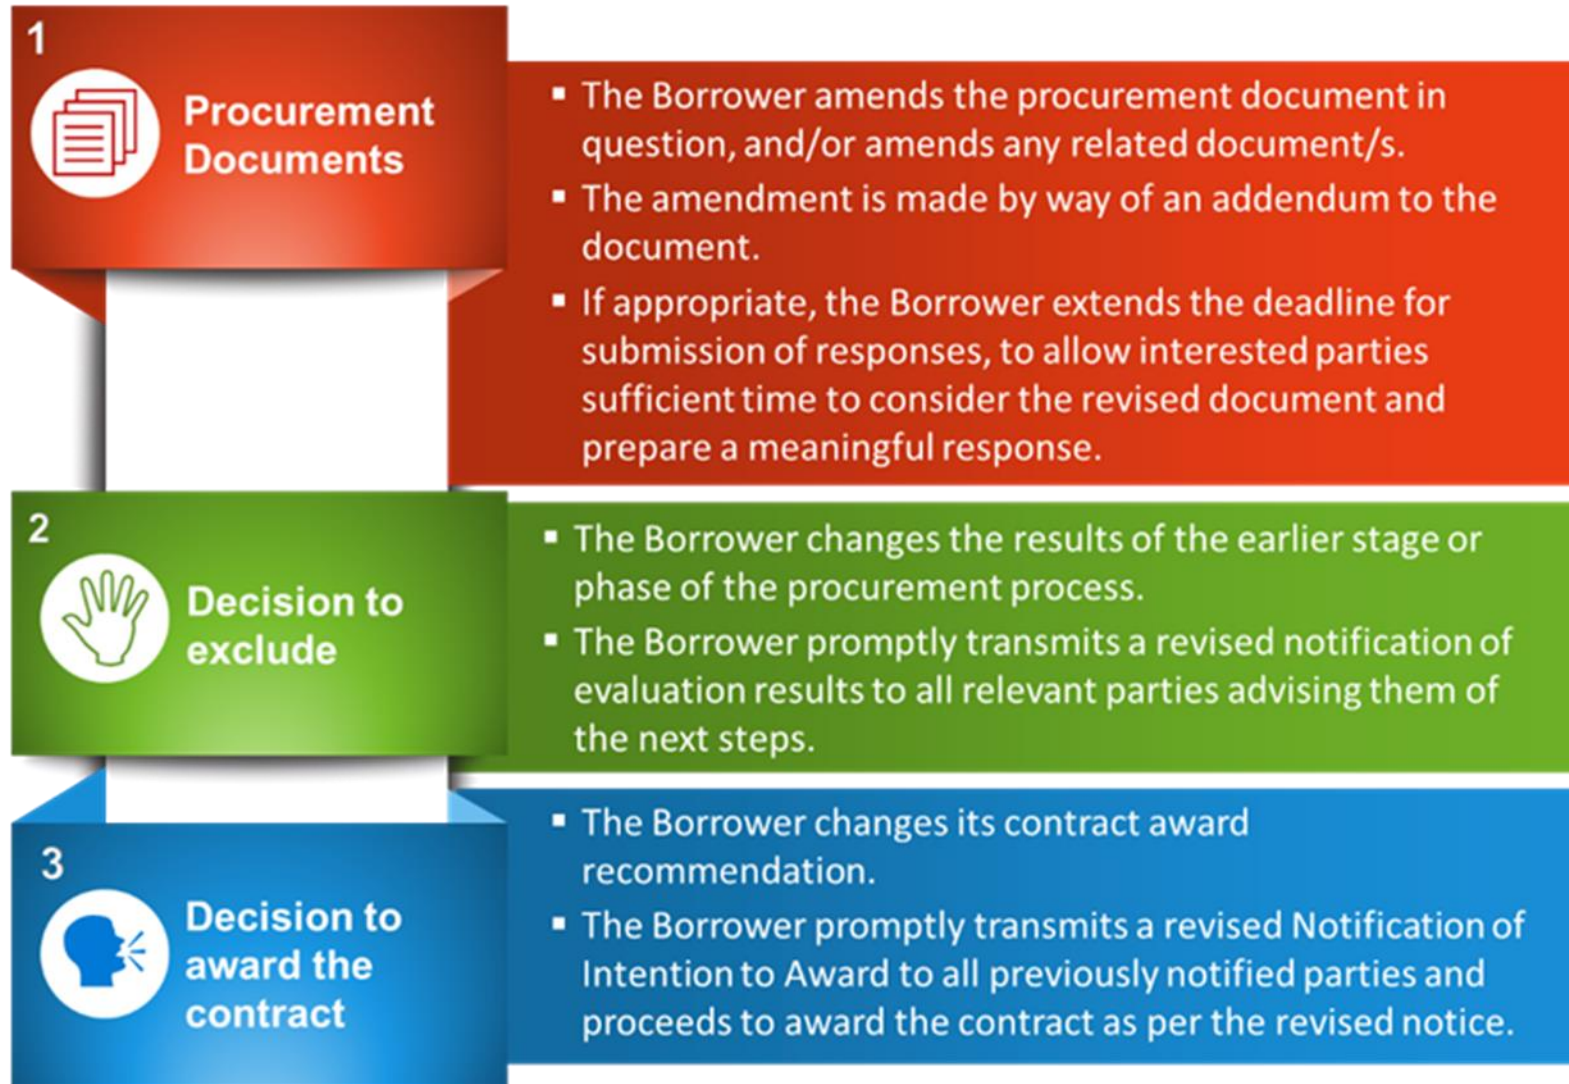 1
Procurement
Documents
▪ The Borrower amends the procurement document in
question, and/or amends any related document/s.
▪ The amendment is made by way of an addendum to the
document.
▪ If appropriate, the Borrower extends the deadline for
submission of responses, to allow interested parties
sufficient time to consider the revised document and
prepare a meaningful response.
2
Decision to
exclude
▪ The Borrower changes the results of the earlier stage or
phase of the procurement process.
▪ The Borrower promptly transmits a revised notification of
evaluation results to all relevant parties advising them of
the next steps.
3
Decision to
award the
contract
▪ The Borrower changes its contract award
recommendation.
▪ The Borrower promptly transmits a revised Notification of
Intention to Award to all previously notified parties and
proceeds to award the contract as per the revised notice.